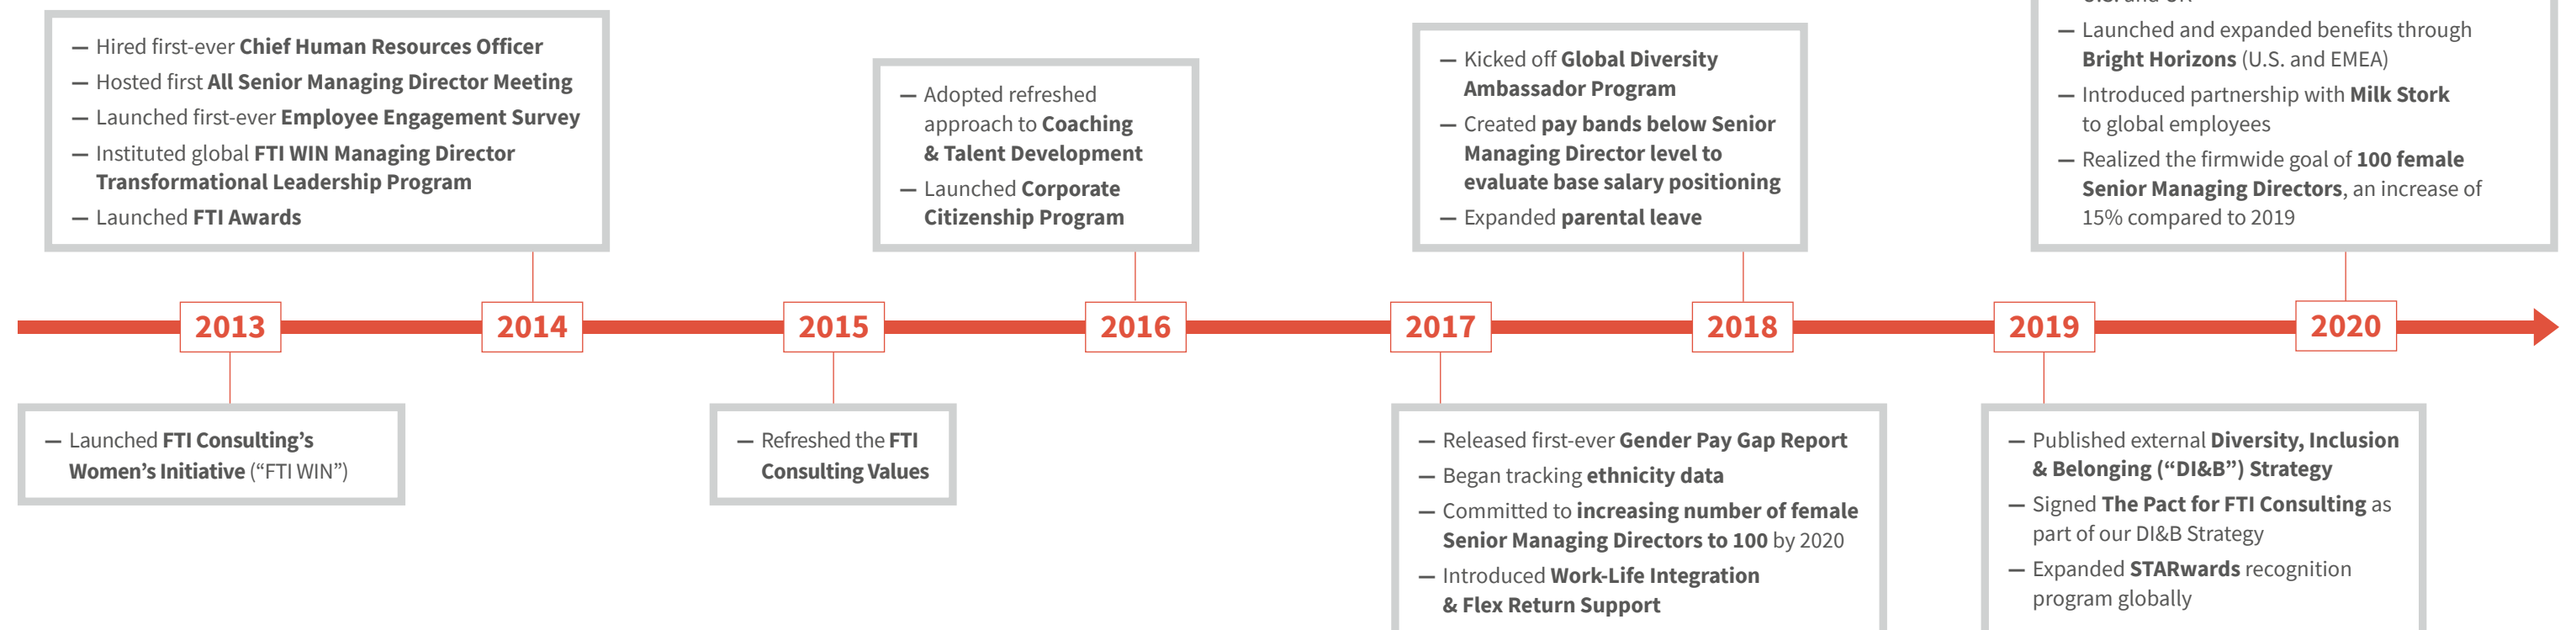 — Hired first-ever Chief Human Resources Officer
— Hosted first All Senior Managing Director Meeting
— Launched first-ever Employee Engagement Survey
— Instituted global FTI WIN Managing Director
Transformational Leadership Program
— Launched FTI Awards
— Adopted refreshed
approach to Coaching
& Talent Development
— Launched Corporate
Citizenship Program
— Kicked off Global Diversity
Ambassador Program
— Created pay bands below Senior
Managing Director level to
evaluate base salary positioning
— Expanded parental leave
U.S. and UK
— Launched and expanded benefits through
Bright Horizons (U.S. and EMEA)
— Introduced partnership with Milk Stork
to global employees
— Realized the firmwide goal of 100 female
Senior Managing Directors, an increase of
15% compared to 2019
2013
2014
2015
2016
2017
2018
2019
2020
— Launched FTI Consulting’s
Women’s Initiative (“FTI WIN”)
— Refreshed the FTI
Consulting Values
— Released first-ever Gender Pay Gap Report
— Began tracking ethnicity data
— Committed to increasing number of female
Senior Managing Directors to 100 by 2020
— Introduced Work-Life Integration
& Flex Return Support
— Published external Diversity, Inclusion
& Belonging (“DI&B”) Strategy
— Signed The Pact for FTI Consulting as
part of our DI&B Strategy
— Expanded STARwards recognition
program globally